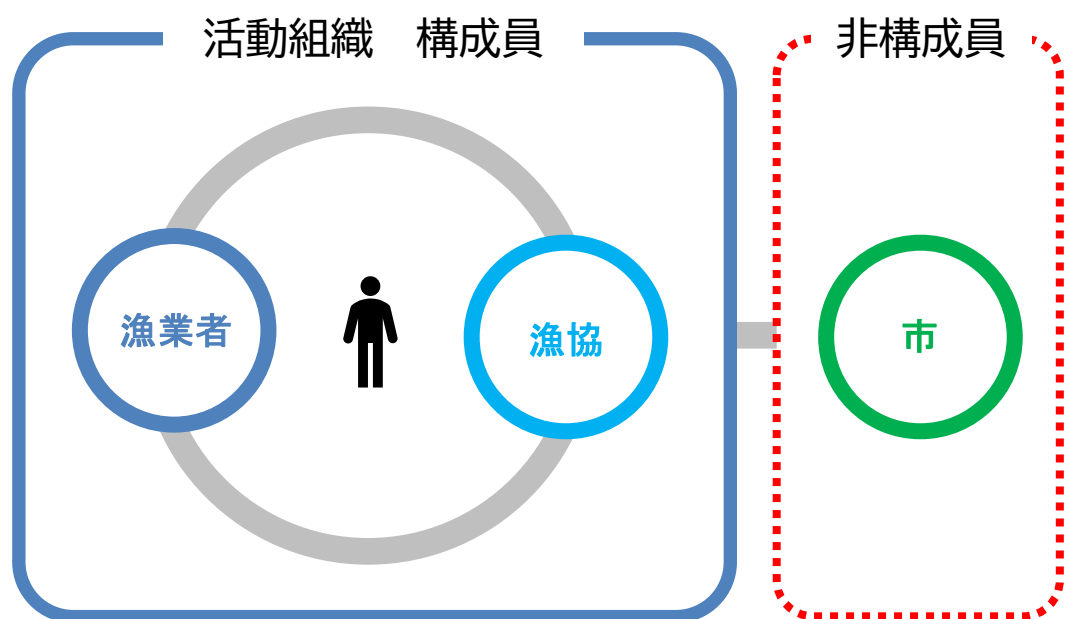 活動組織　構成員
非構成員
漁業者
漁協
市